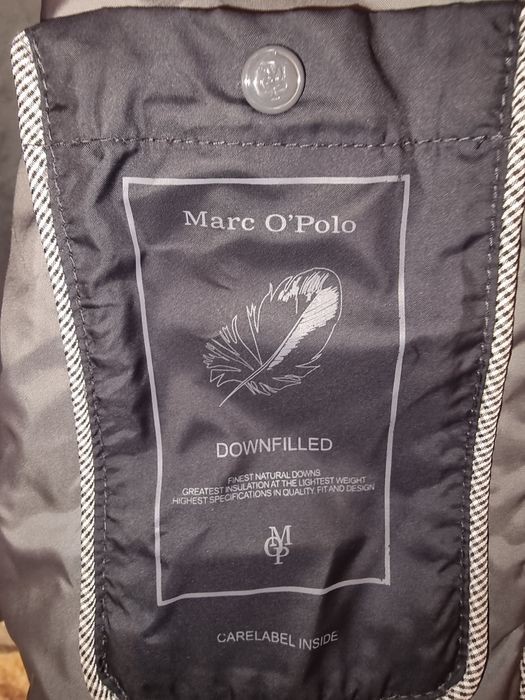 Marc O'Polo
DOWNFILLED
FINEST NATURAL DOWNS
GREATEST INSULATION AT THE LIGHTEST WEIGHT
HIGHEST SPECIFICATIONS IN QUALITY, FIT AND DESIGN
MOP
CARELABEL INSIDE